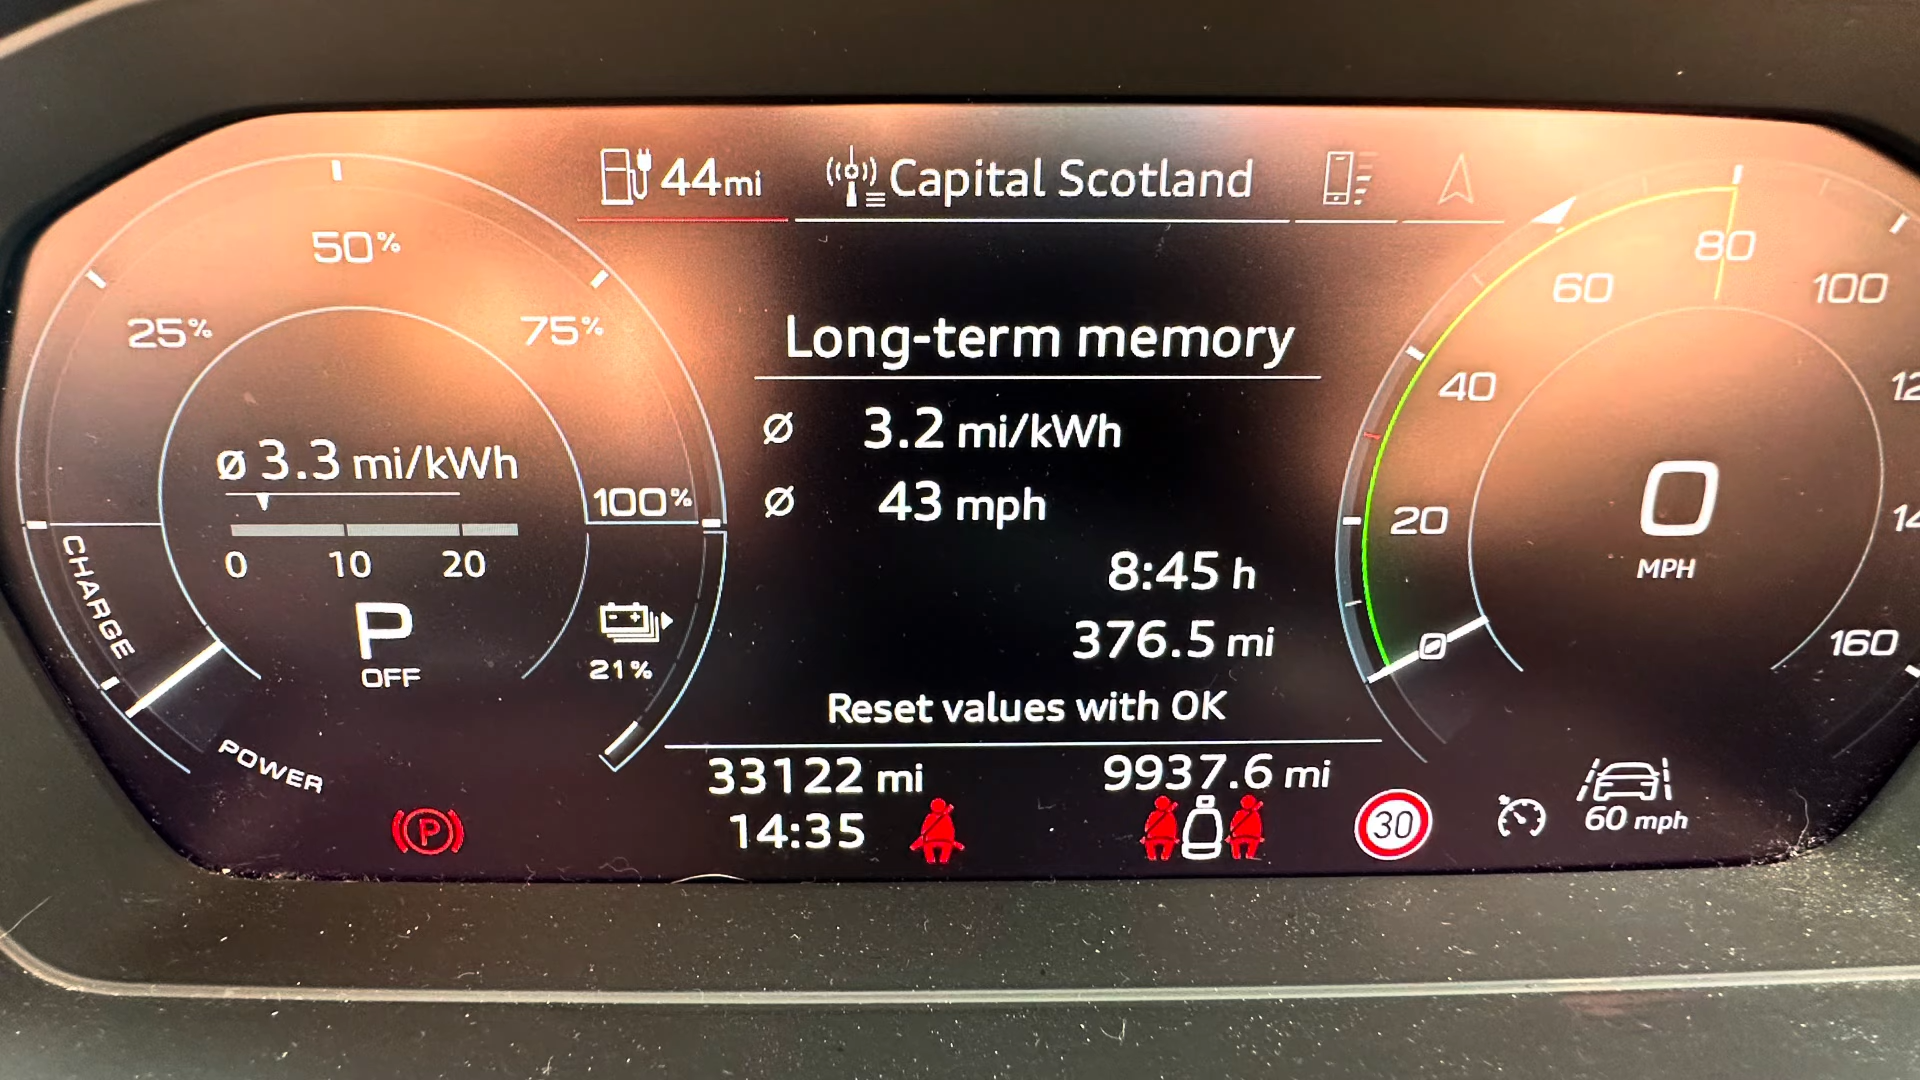 44mi
Capital Scotland
25%
50%
75%
100%
Ø 3.3 mi/kWh
0 10 20
P
OFF
21%
CHARGE
POWER
Long-term memory
Ø 3.2 mi/kWh
Ø 43 mph
8:45 h
376.5 mi
Reset values with OK
33122 mi
9937.6 mi
14:35
P
30
60 mph
0
20
40
60
80
100
160
0
MPH